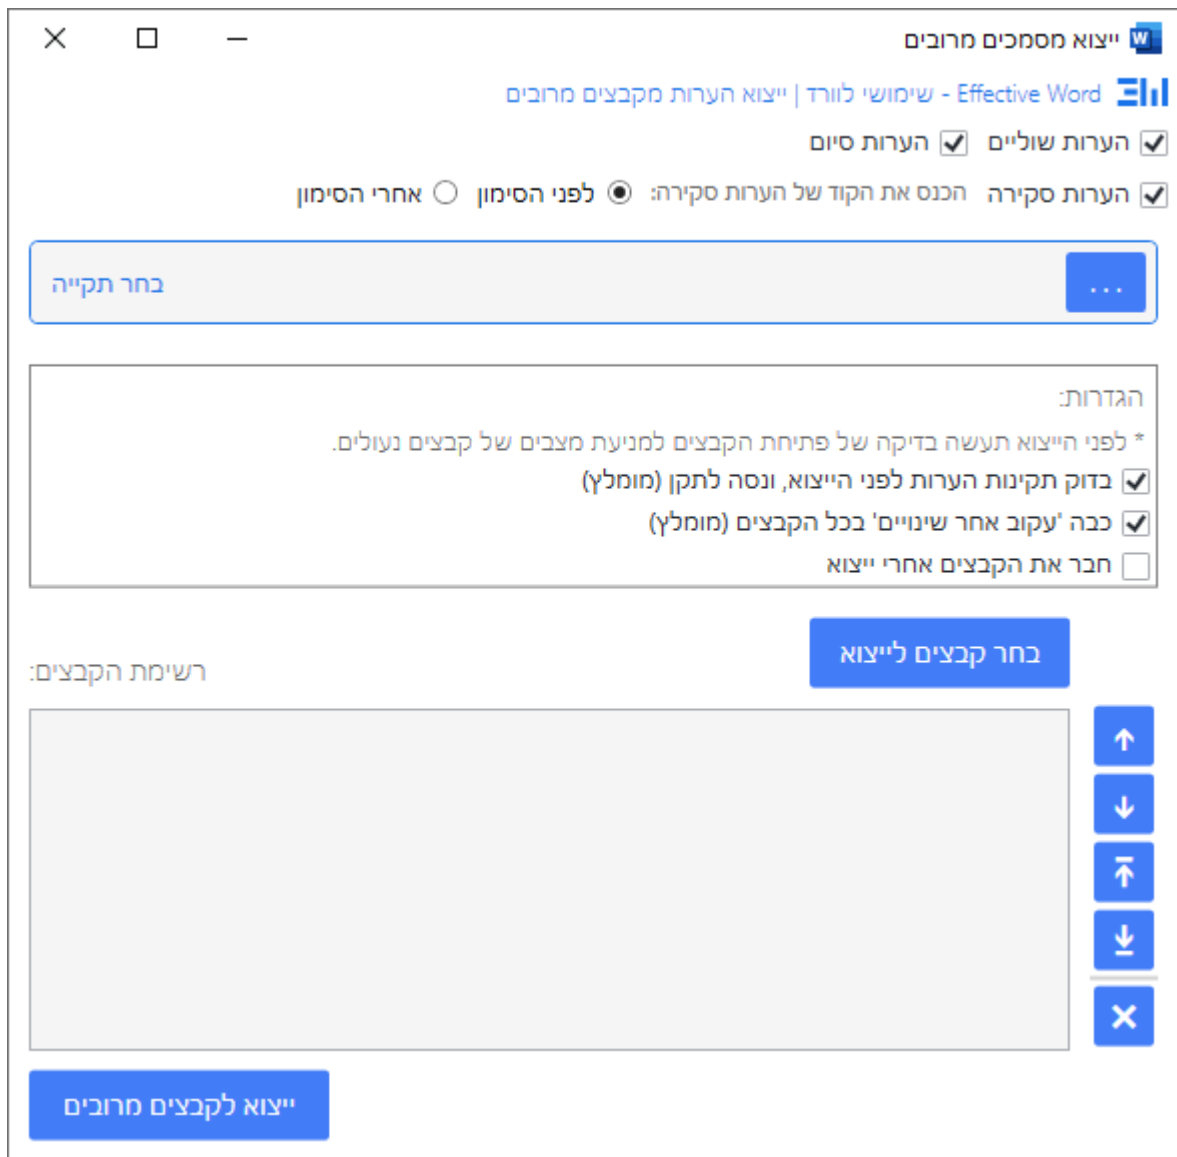 ייצוא מסמכים מרובים
Effective Word - שימושי לוורד | ייצוא הערות מקבצים מרובים
הערות שוליים הערות סיום
הערות סקירה הכנס את הקוד של הערות סקירה: לפני הסימון אחרי הסימון
... בחר תקייה
הגדרות:
* לפני הייצוא תעשה בדיקה של פתיחת הקבצים למניעת מצבים של קבצים נעולים.
בדוק תקינות הערות לפני הייצוא, ונסה לתקן (מומלץ)
כבה 'עקוב אחר שינויים' בכל הקבצים (מומלץ)
חבר את הקבצים אחרי ייצוא
בחר קבצים לייצוא
רשימת הקבצים:
ייצוא לקבצים מרובים